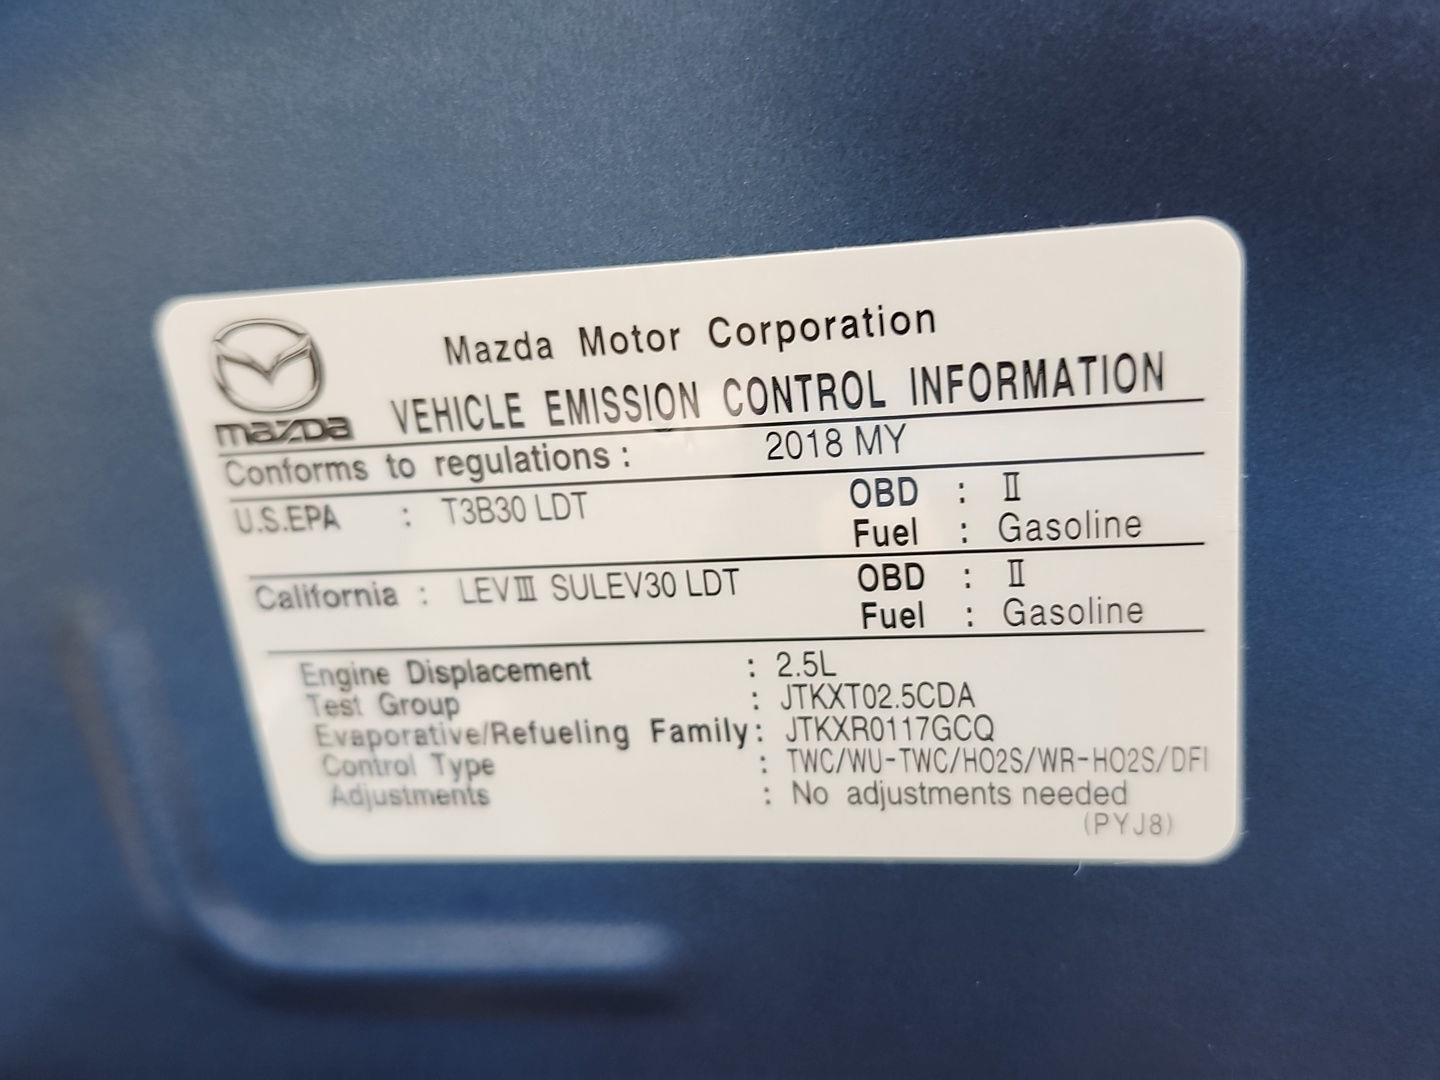 Mazda Motor Corporation
mazda VEHICLE EMISSION CONTROL INFORMATION
Conforms to regulations : 2018 MY
U.S.EPA : T3B30 LDT OBD : II
Fuel : Gasoline
California : LEVIII SULEV30 LDT OBD : II
Fuel : Gasoline
Engine Displacement : 2.5L
Test Group : JTKXT02.5CDA
Evaporative/Refueling Family : JTKXR0117GCQ
Control Type : TWC/WU-TWC/HO2S/WR-HO2S/DFI
Adjustments : No adjustments needed
(PYJ8)